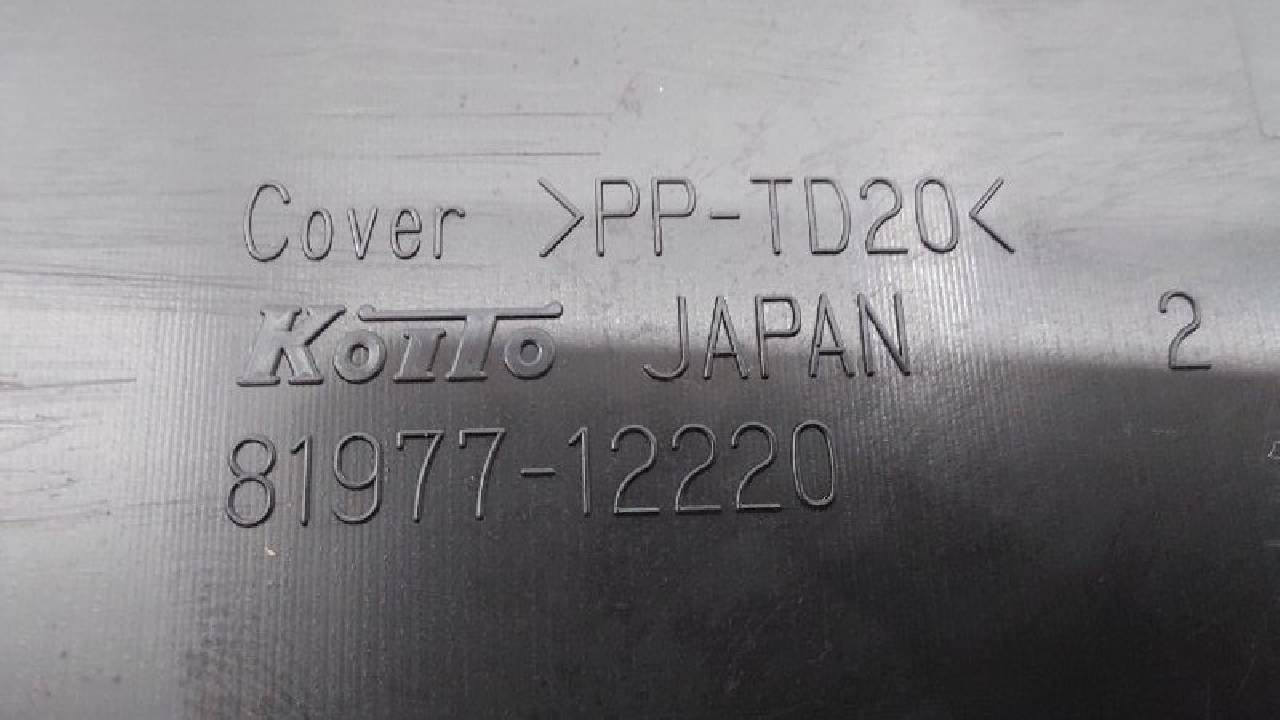 Cover >PP-TD20<
KOITO JAPAN 2
81977-12220